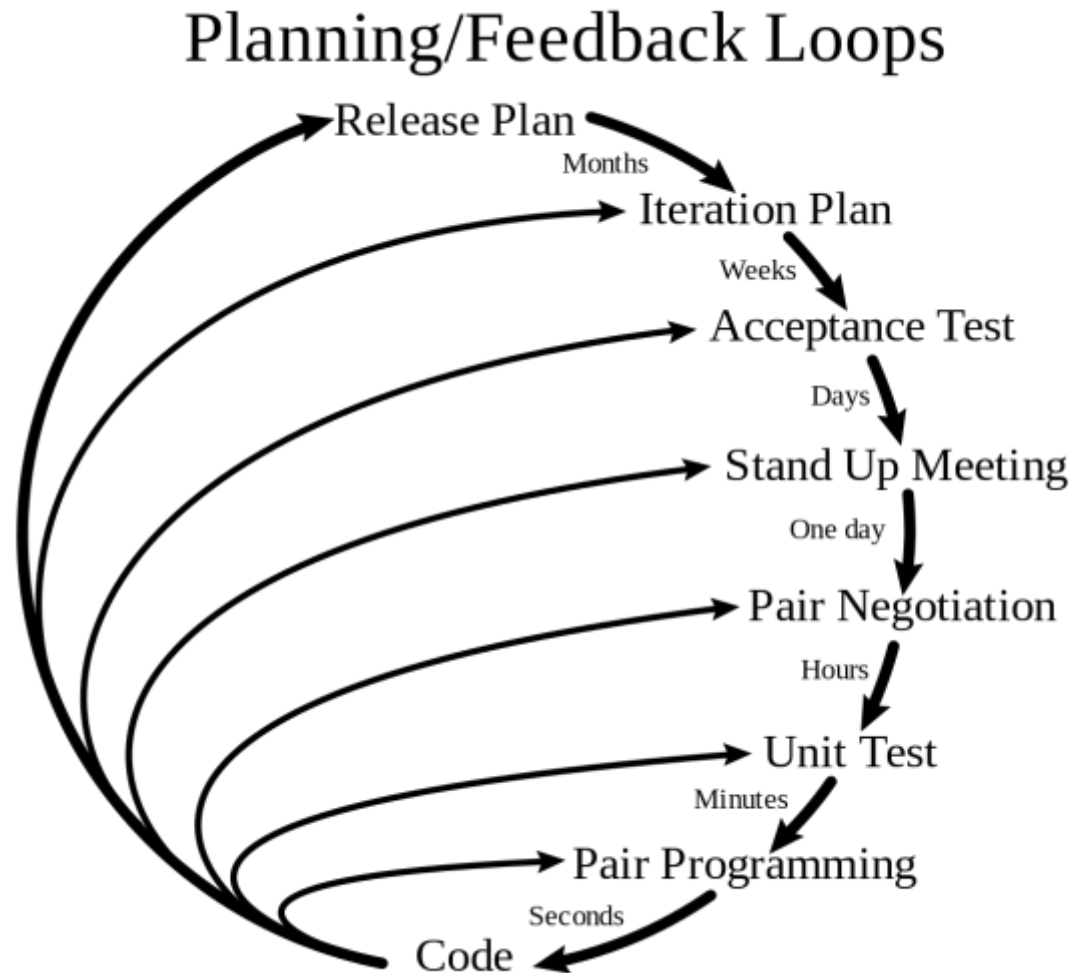 Planning/Feedback Loops
Release Plan
Months
Iteration Plan
Weeks
Acceptance Test
Days
Stand Up Meeting
One day
Pair Negotiation
Hours
Unit Test
Minutes
Pair Programming
Seconds
Code